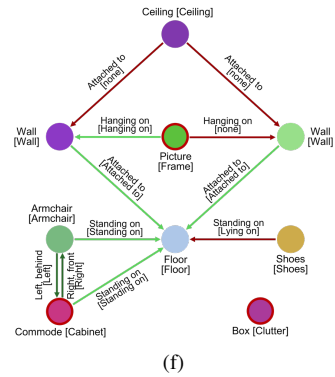 Ceiling [Ceiling]
Attached to
[none]
Attached to
[none]
Hanging on
[Hanging on]
Hanging on
[none]
Wall
[Wall]
Picture
[Frame]
Wall
[Wall]
Attached to
[Attached to]
Attached to
[Attached to]
Armchair
[Armchair]
Standing on
[Standing on]
Floor
[Floor]
Standing on
[Lying on]
Shoes
[Shoes]
Left, behind
[Left]
Right, front
[Right]
Standing on
[Standing on]
Commode [Cabinet]
Box [Clutter]
(f)